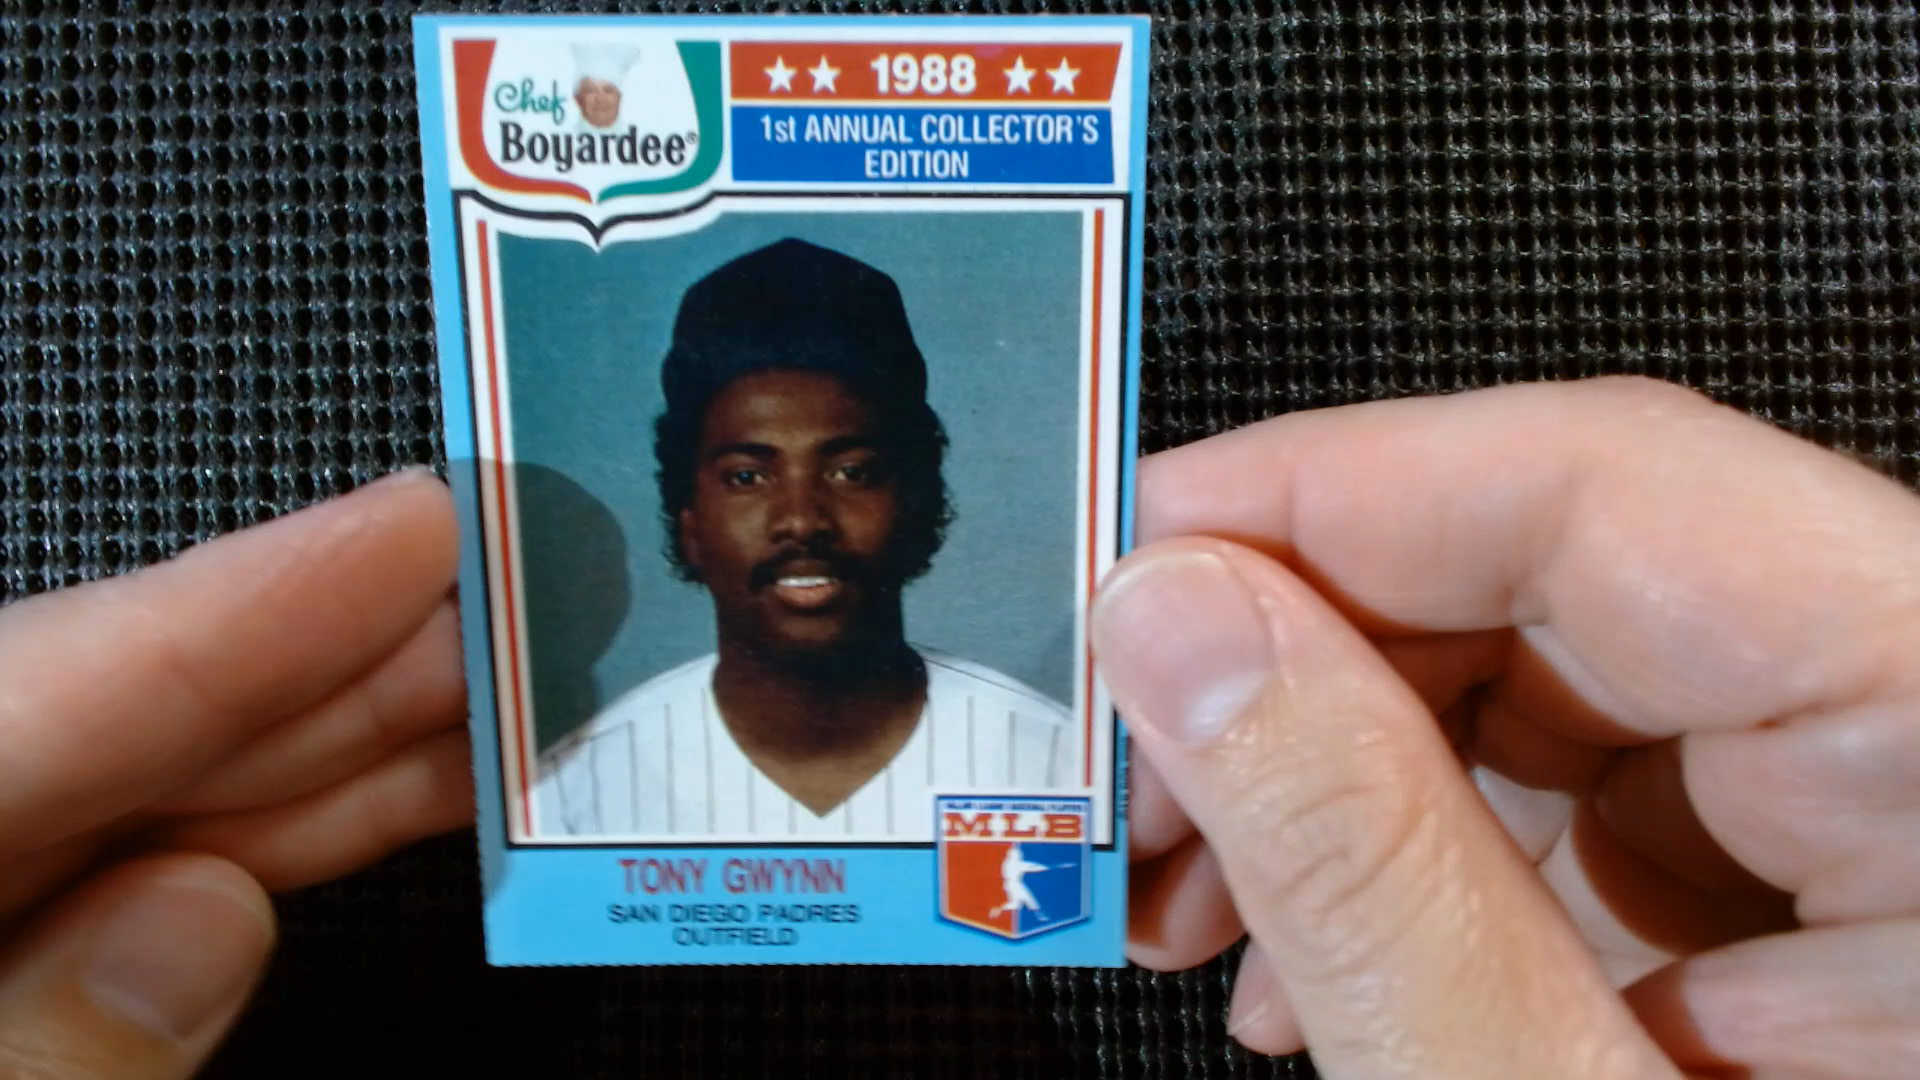 Chef
Boyardee®
★★ 1988 ★★
1st ANNUAL COLLECTOR'S
EDITION
MLB
TONY GWYNN
SAN DIEGO PADRES
OUTFIELD